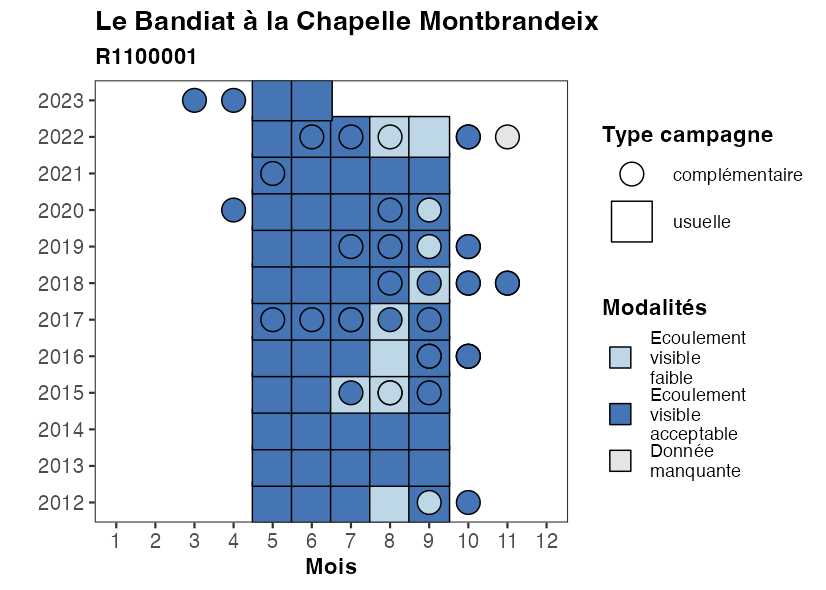 Le Bandiat à la Chapelle Montbrandeix
R1100001
2023
2022
2021
2020
2019
2018
2017
2016
2015
2014
2013
2012
1 2 3 4 5 6 7 8 9 10 11 12
Mois
Type campagne
complémentaire
usuelle
Modalités
Ecoulement
visible
faible
Ecoulement
visible
acceptable
Donnée
manquante